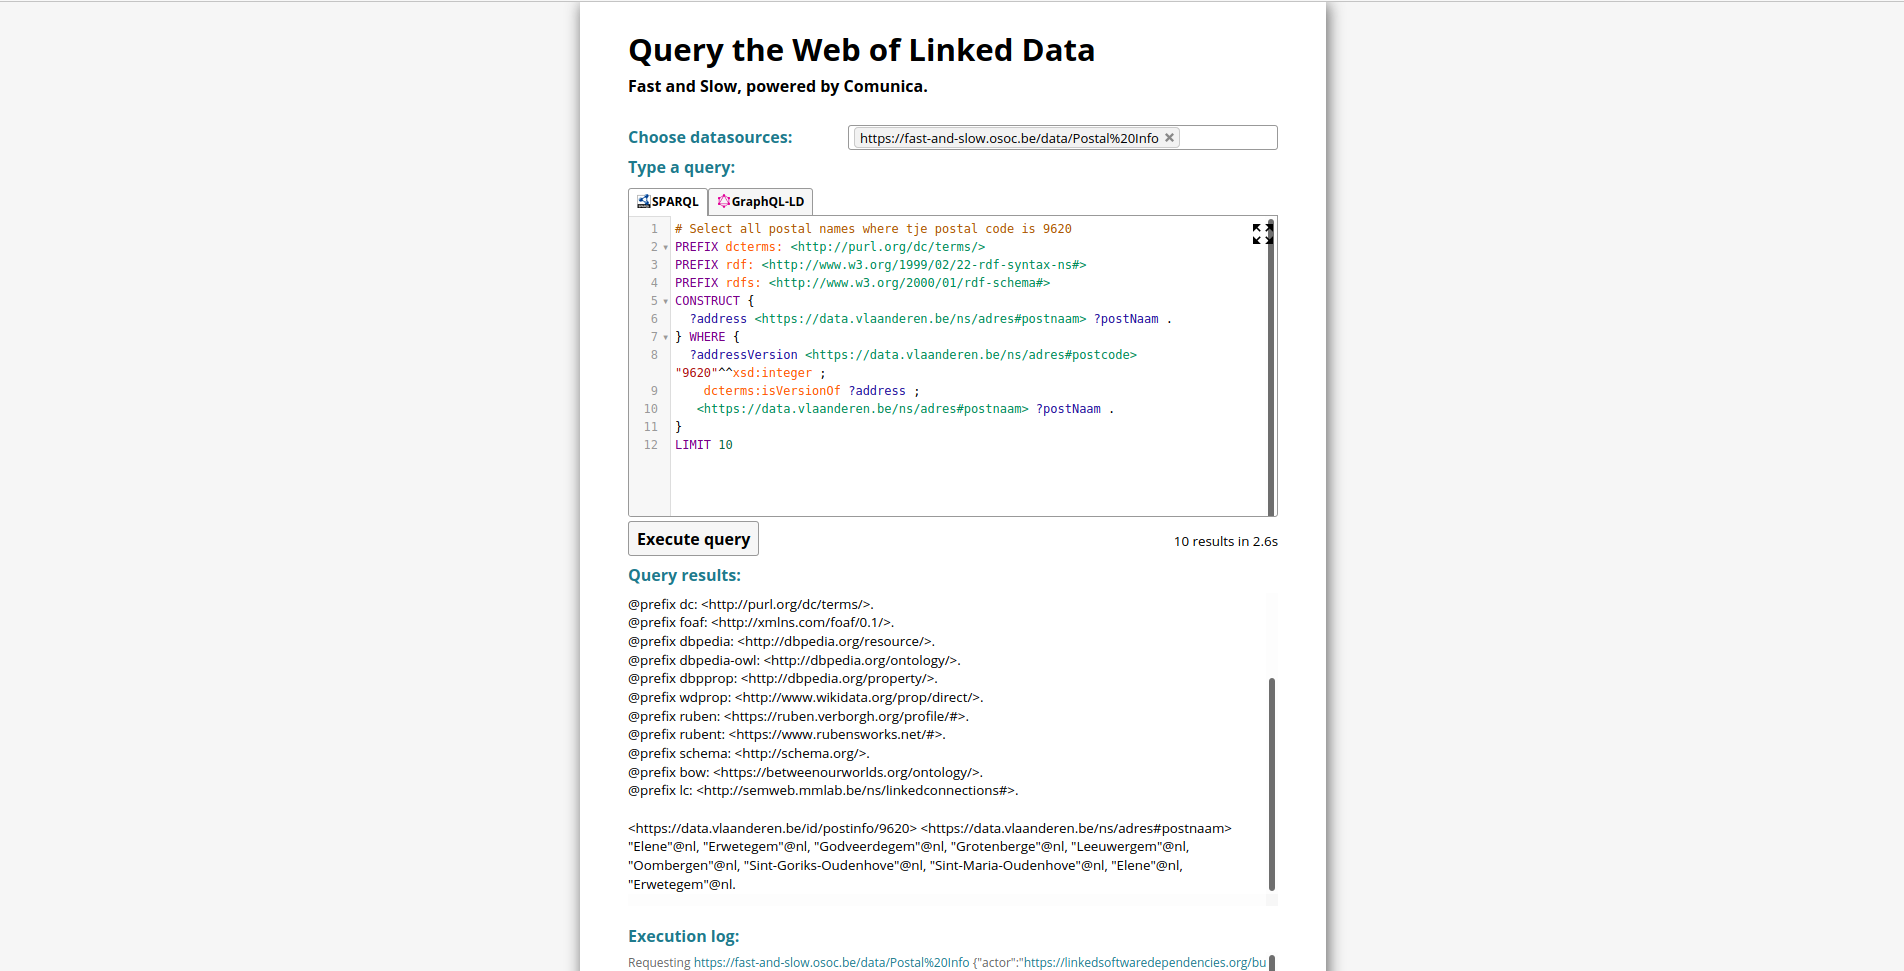 Query the Web of Linked Data
Fast and Slow, powered by Comunica.
Choose datasources:
https://fast-and-slow.osoc.be/data/Postal%20Info ×
Type a query:
SPARQL
GraphQL-LD
1 # Select all postal names where tje postal code is 9620
2 PREFIX dcterms: <http://purl.org/dc/terms/>
3 PREFIX rdf: <http://www.w3.org/1999/02/22-rdf-syntax-ns#>
4 PREFIX rdfs: <http://www.w3.org/2000/01/rdf-schema#>
5 CONSTRUCT {
6 ?address <https://data.vlaanderen.be/ns/adres#postnaam> ?postNaam .
7 } WHERE {
8 ?addressVersion <https://data.vlaanderen.be/ns/adres#postcode>
"9620"^^xsd:integer ;
9 dcterms:isVersionOf ?address ;
10 <https://data.vlaanderen.be/ns/adres#postnaam> ?postNaam .
11 }
12 LIMIT 10
Execute query
10 results in 2.6s
Query results:
@prefix dc: <http://purl.org/dc/terms/>.
@prefix foaf: <http://xmlns.com/foaf/0.1/>.
@prefix dbpedia: <http://dbpedia.org/resource/>.
@prefix dbpedia-owl: <http://dbpedia.org/ontology/>.
@prefix dbpprop: <http://dbpedia.org/property/>.
@prefix wdprop: <http://www.wikidata.org/prop/direct/>.
@prefix ruben: <https://ruben.verborgh.org/profile/#>.
@prefix rubent: <https://www.rubensworks.net/#>.
@prefix schema: <http://schema.org/>.
@prefix bow: <https://betweenourworlds.org/ontology/>.
@prefix lc: <http://semweb.mmlab.be/ns/linkedconnections#>.
<https://data.vlaanderen.be/id/postinfo/9620> <https://data.vlaanderen.be/ns/adres#postnaam>
"Elene"@nl, "Erwetegem"@nl, "Godveerdegem"@nl, "Grotenberge"@nl, "Leeuwergem"@nl,
"Oombergen"@nl, "Sint-Goriks-Oudenhove"@nl, "Sint-Maria-Oudenhove"@nl, "Elene"@nl,
"Erwetegem"@nl.
Execution log:
Requesting https://fast-and-slow.osoc.be/data/Postal%20Info {"actor":"https://linkedsoftwaredependencies.org/bu